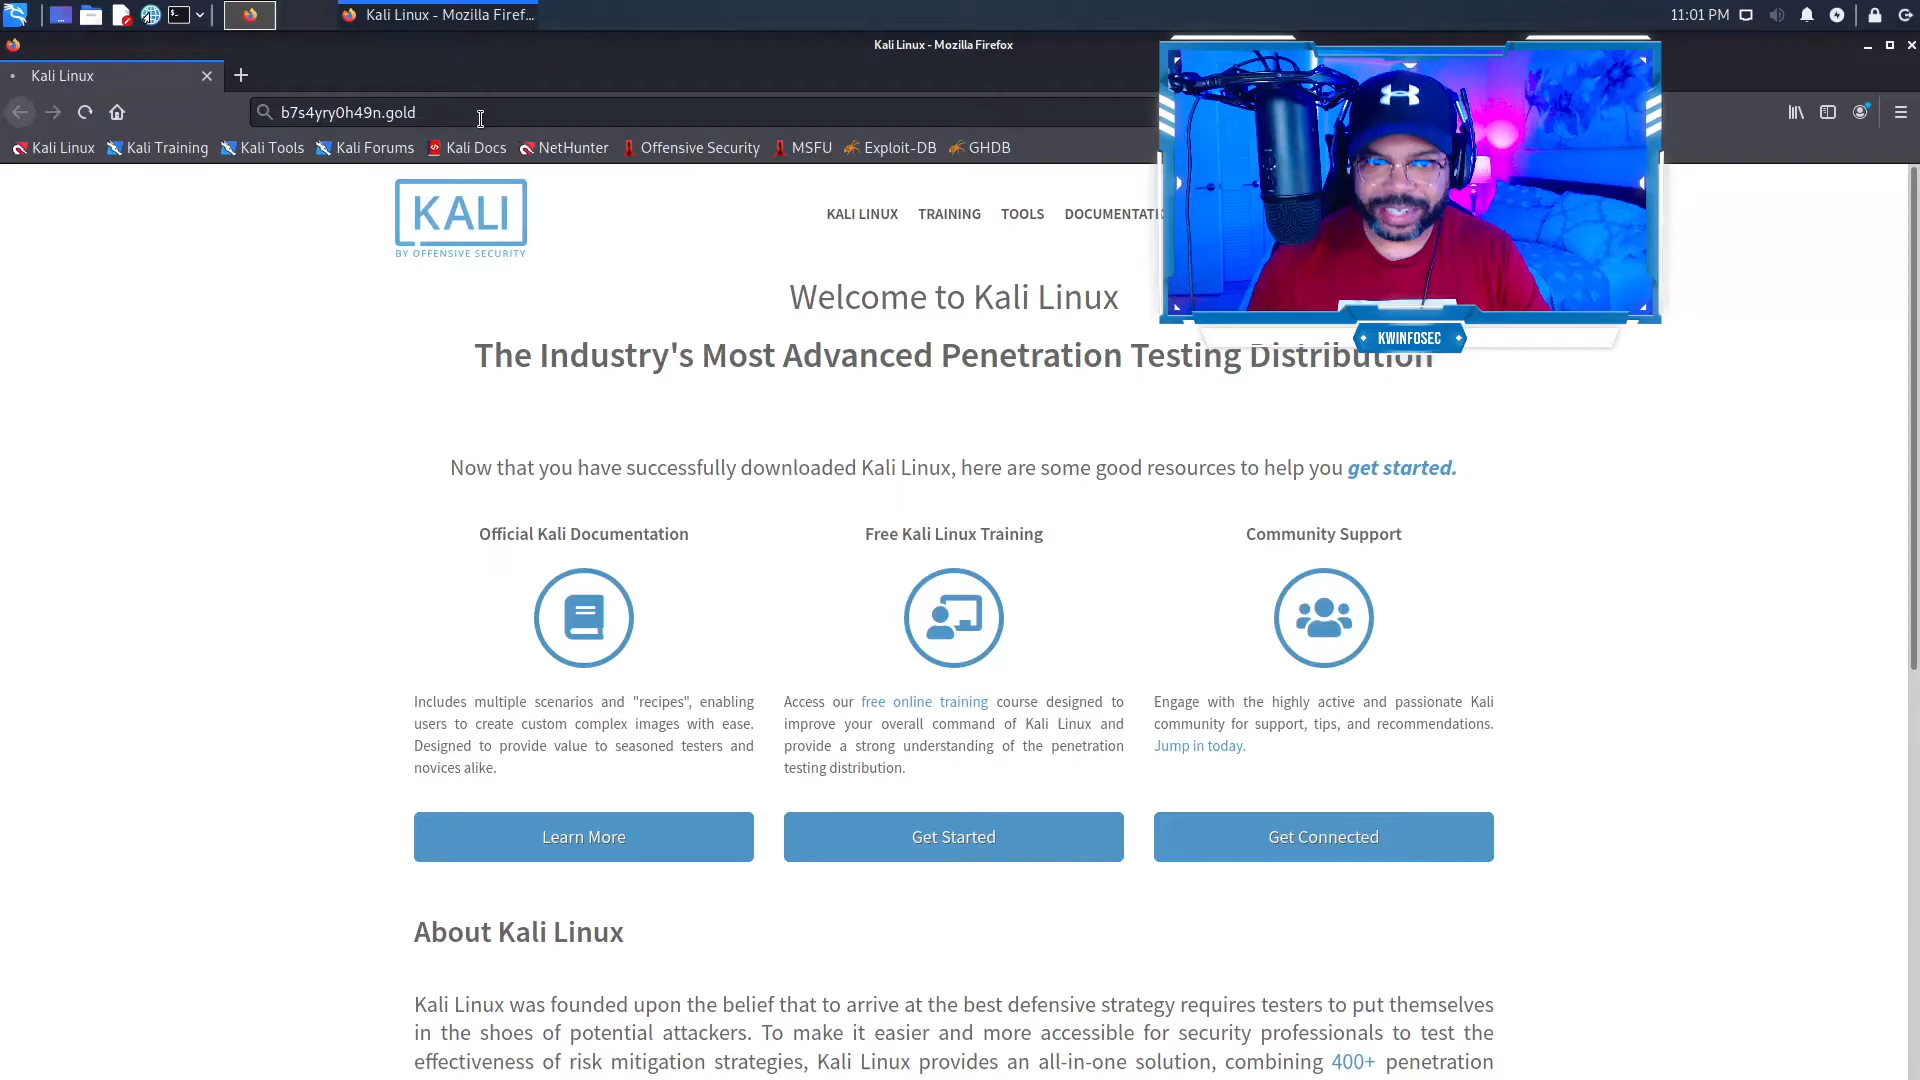 Kali Linux - Mozilla Firef...
11:01 PM
Kali Linux - Mozilla Firefox
Kali Linux
b7s4yry0h49n.gold
Kali Linux
Kali Training
Kali Tools
Kali Forums
Kali Docs
NetHunter
Offensive Security
MSFU
Exploit-DB
GHDB
KALI
BY OFFENSIVE SECURITY
KALI LINUX
TRAINING
TOOLS
DOCUMENTATI
KWINFOSEC
Welcome to Kali Linux
The Industry's Most Advanced Penetration Testing Distribution
Now that you have successfully downloaded Kali Linux, here are some good resources to help you get started.
Official Kali Documentation
Includes multiple scenarios and "recipes", enabling
users to create custom complex images with ease.
Designed to provide value to seasoned testers and
novices alike.
Learn More
Free Kali Linux Training
Access our free online training course designed to
improve your overall command of Kali Linux and
provide a strong understanding of the penetration
testing distribution.
Get Started
Community Support
Engage with the highly active and passionate Kali
community for support, tips, and recommendations.
Jump in today.
Get Connected
About Kali Linux
Kali Linux was founded upon the belief that to arrive at the best defensive strategy requires testers to put themselves
in the shoes of potential attackers. To make it easier and more accessible for security professionals to test the
effectiveness of risk mitigation strategies, Kali Linux provides an all-in-one solution, combining 400+ penetration